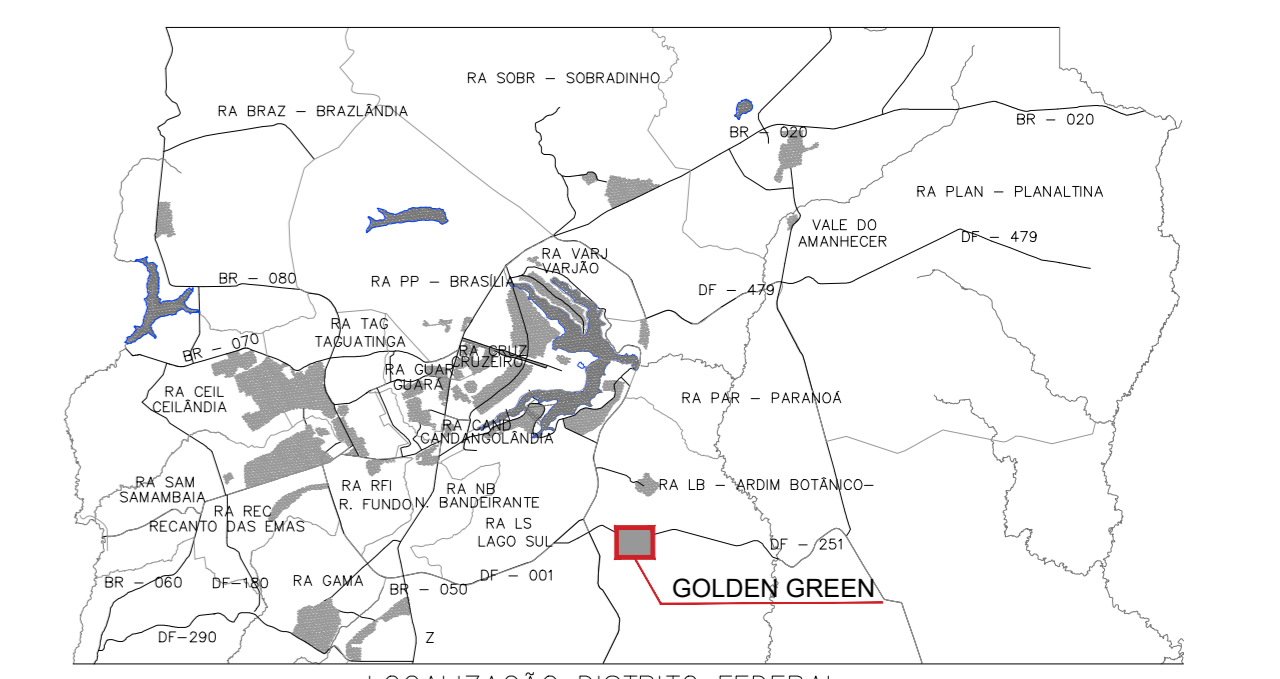 RA SOBR – SOBRADINHO
RA BRAZ – BRAZLÂNDIA
BR – 020
BR – 020
RA PLAN – PLANALTINA
VALE DO
AMANHECER
DF – 479
RA VARJ
VARJÃO
BR – 080
RA PP – BRASÍLIA
DF – 479
RA TAG
TAGUATINGA
BR – 070
RA CRUZ
CRUZEIRO
RA GUAR
GUARÁ
RA CEIL
CEILÂNDIA
RA PAR – PARANOÁ
RA CAND
CANDANGOLÂNDIA
RA SAM
SAMAMBAIA
RA RFI
R. FUNDO
RA NB
N. BANDEIRANTE
RA LB – ARDIM BOTÂNICO–
RA REC
RECANTO DAS EMAS
RA LS
LAGO SUL
DF – 251
BR – 060
DF–180
RA GAMA
BR – 050
DF – 001
GOLDEN GREEN
DF–290
Z
LOCALIZAÇÃO DISTRITO FEDERAL